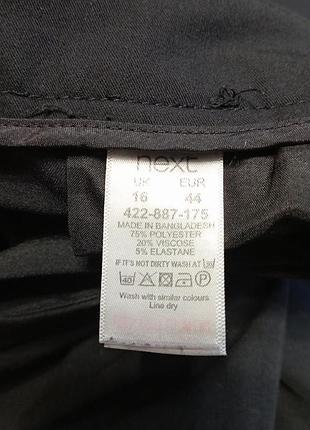 next
UK EUR
16 44
422-887-175
MADE IN BANGLADESH
75% POLYESTER
20% VISCOSE
5% ELASTANE
IF IT'S NOT DIRTY WASH AT 30
40 P
Wash with similar colours
Line dry